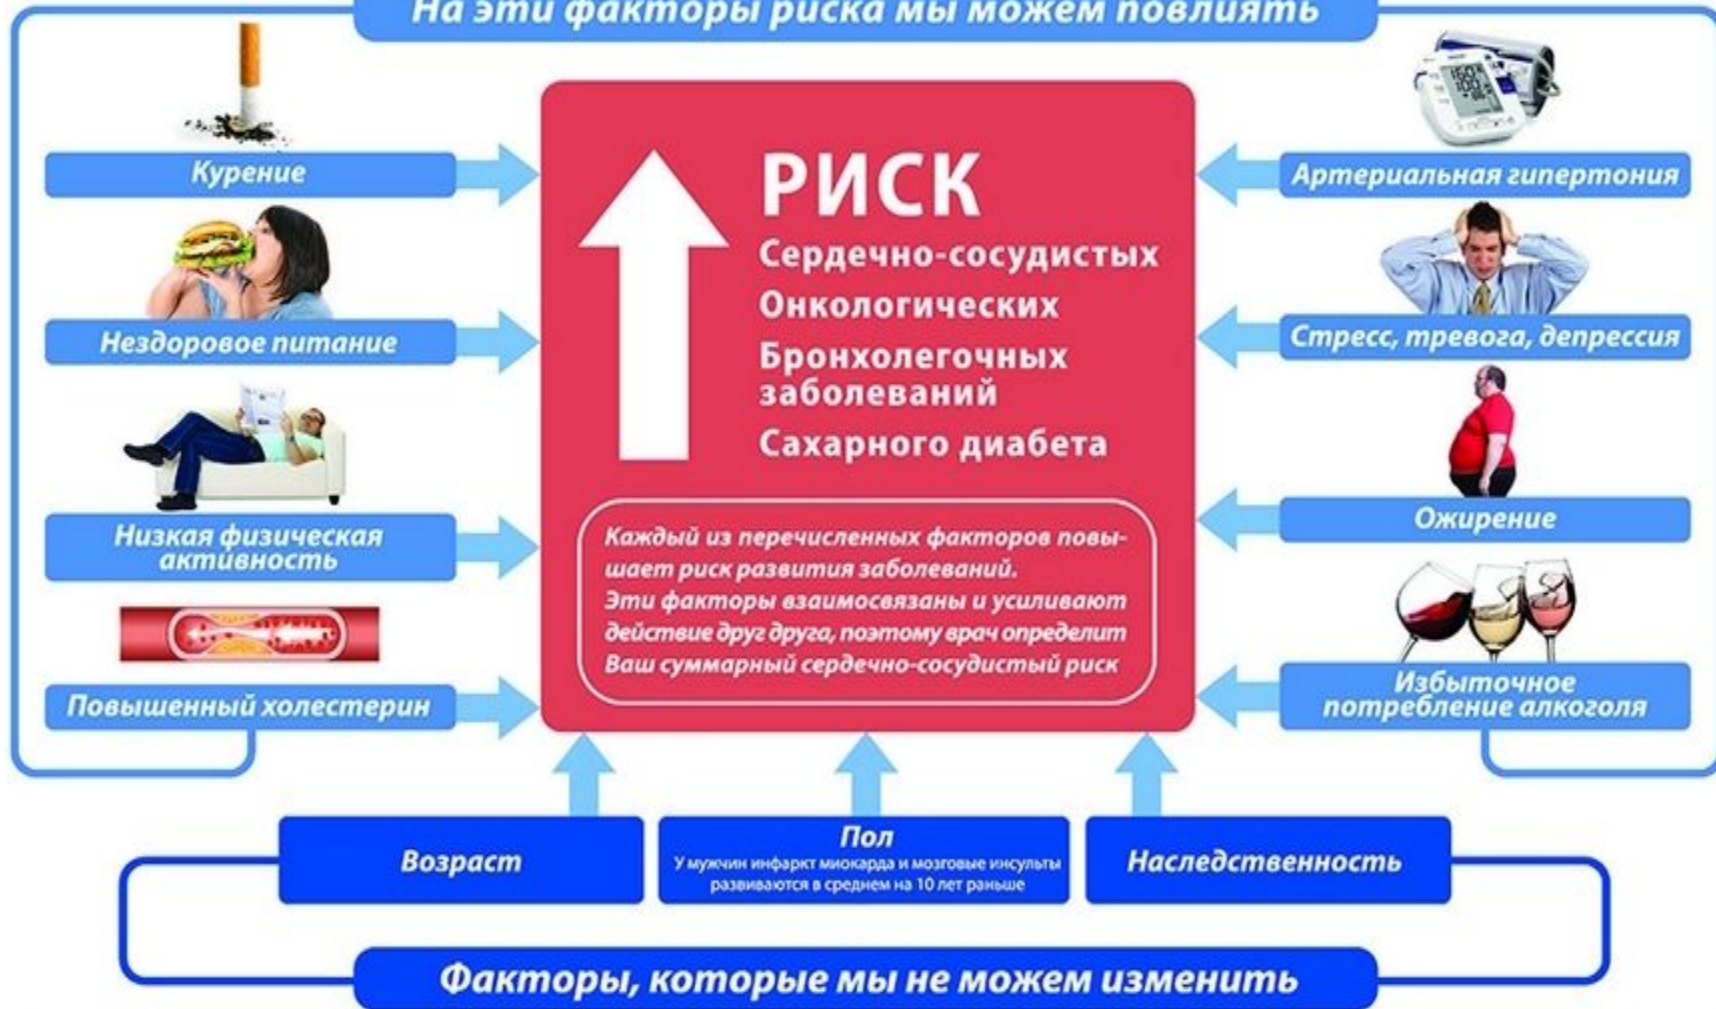 На эти факторы риска мы можем повлиять
Курение
Нездоровое питание
Низкая физическая
активность
Повышенный холестерин
РИСК
Сердечно-сосудистых
Онкологических
Бронхолегочных
заболеваний
Сахарного диабета
Каждый из перечисленных факторов повы-
шает риск развития заболеваний.
Эти факторы взаимосвязаны и усиливают
действие друг друга, поэтому врач определит
Ваш суммарный сердечно-сосудистый риск
Артериальная гипертония
Стресс, тревога, депрессия
Ожирение
Избыточное
потребление алкоголя
Возраст
Пол
У мужчин инфаркт миокарда и мозговые инсульты
развиваются в среднем на 10 лет раньше
Наследственность
Факторы, которые мы не можем изменить